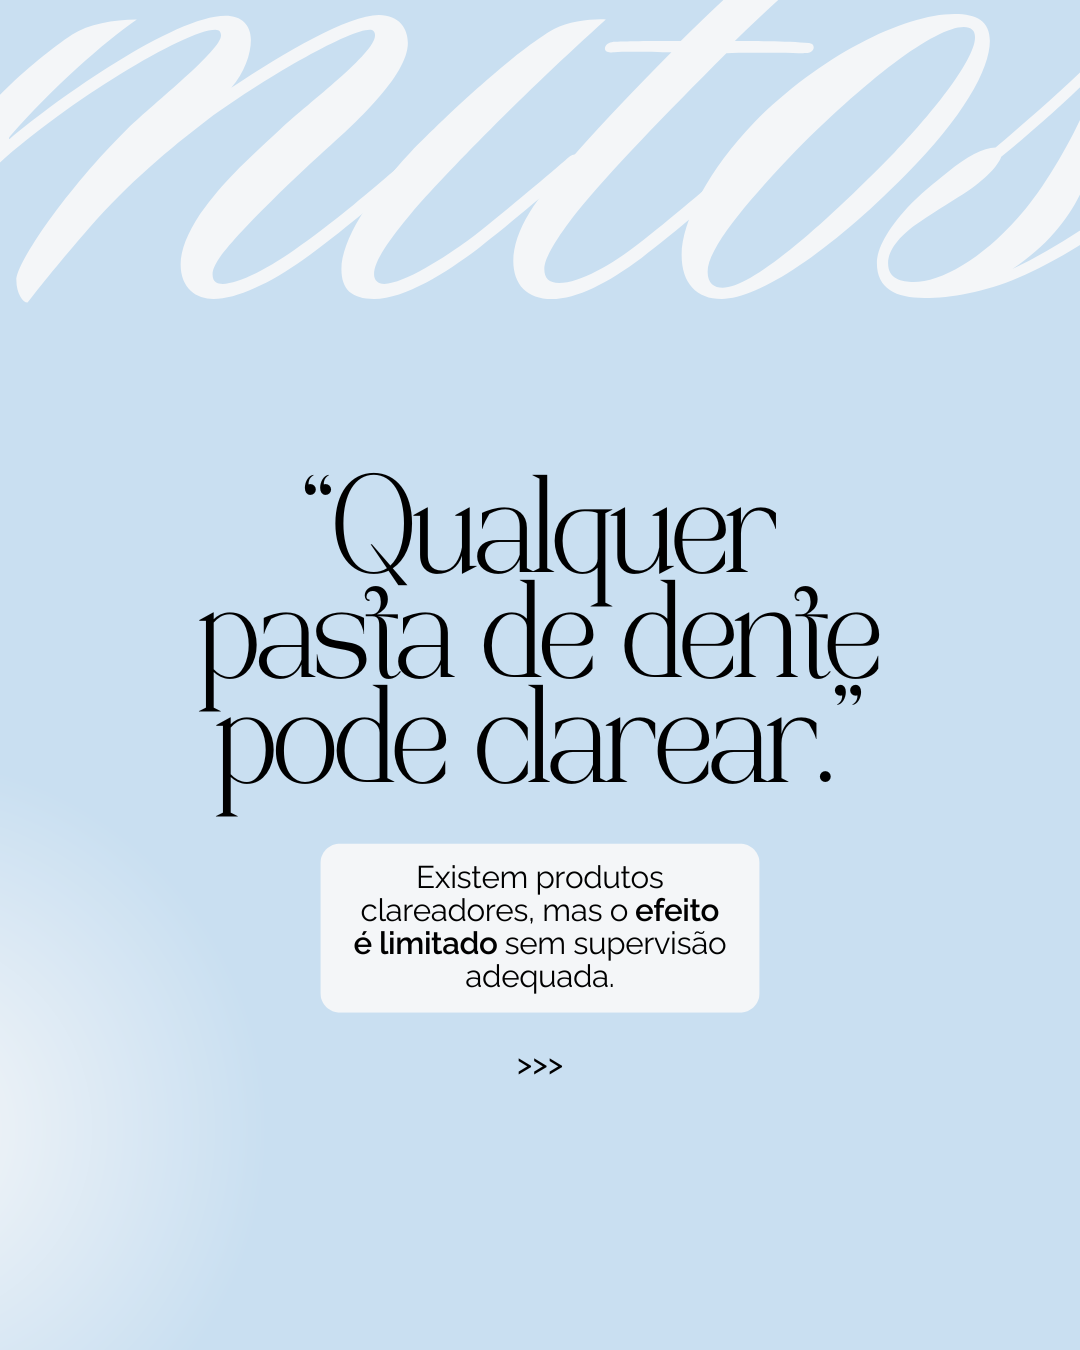 mitos
“Qualquer
pasta de dente
pode clarear.”
Existem produtos
clareadores, mas o efeito
é limitado sem supervisão
adequada.
>>>